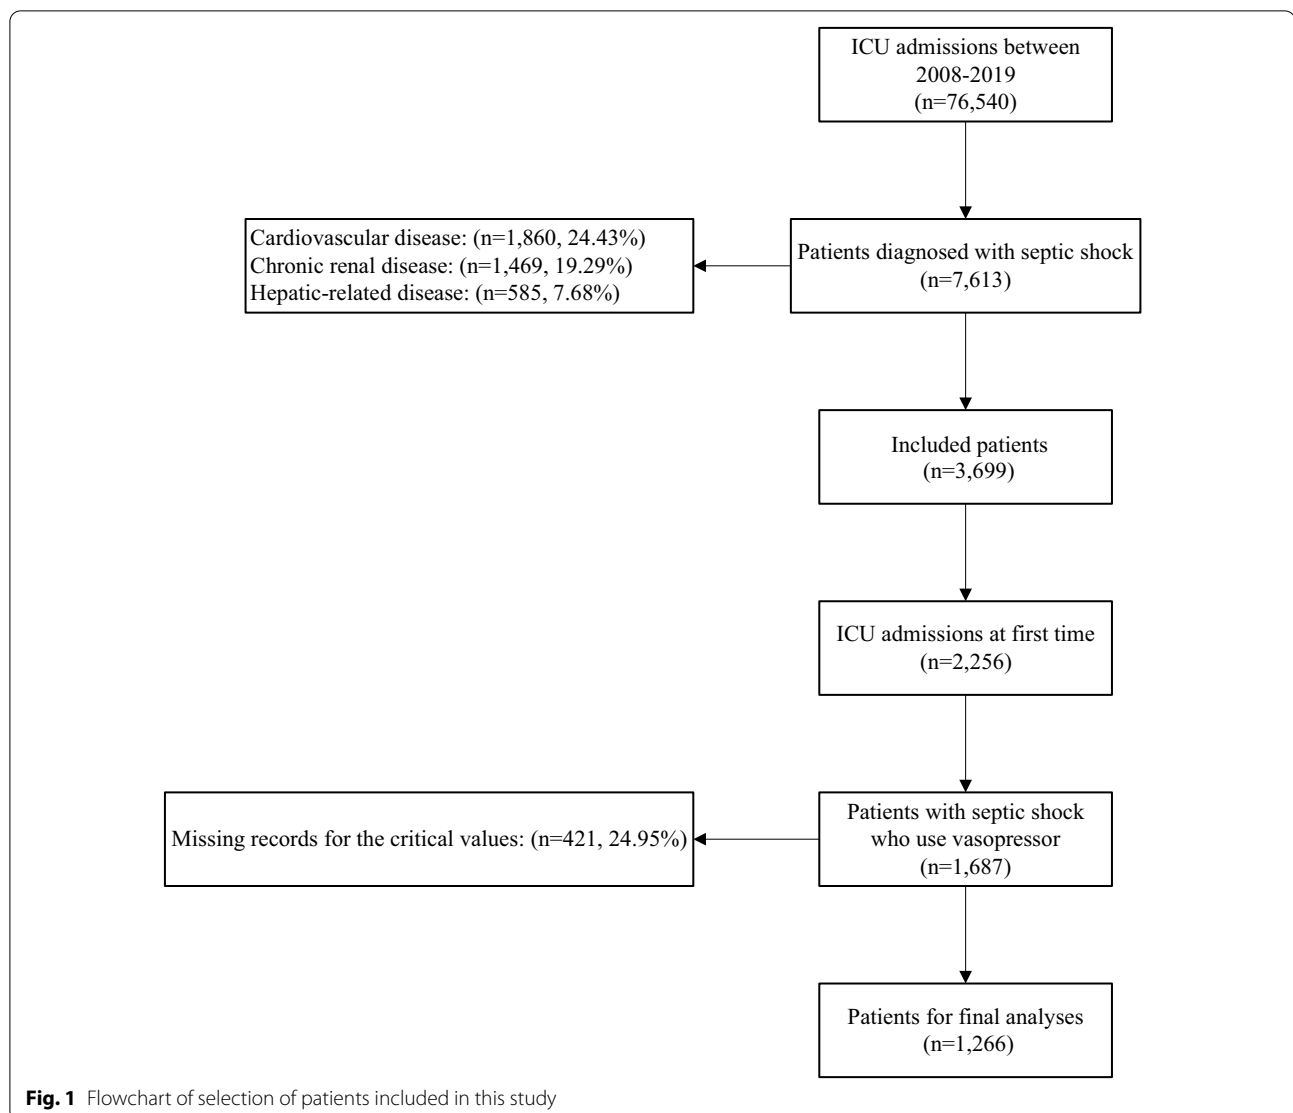 ICU admissions between
2008-2019
(n=76,540)
Cardiovascular disease: (n=1,860, 24.43%)
Chronic renal disease: (n=1,469, 19.29%)
Hepatic-related disease: (n=585, 7.68%)
Patients diagnosed with septic shock
(n=7,613)
Included patients
(n=3,699)
ICU admissions at first time
(n=2,256)
Missing records for the critical values: (n=421, 24.95%)
Patients with septic shock
who use vasopressor
(n=1,687)
Patients for final analyses
(n=1,266)
Fig. 1 Flowchart of selection of patients included in this study